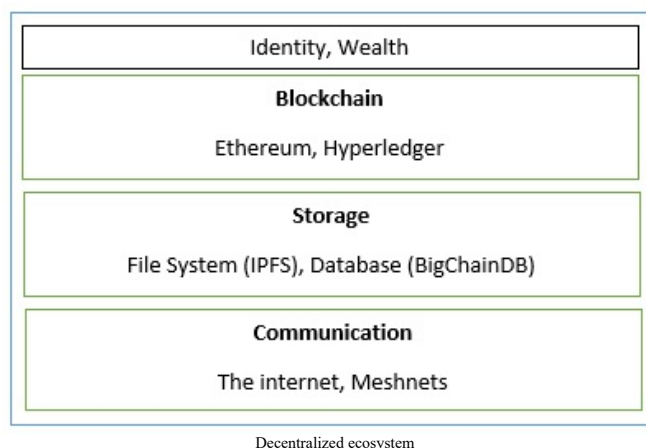 Identity, Wealth
Blockchain
Ethereum, Hyperledger
Storage
File System (IPFS), Database (BigChainDB)
Communication
The internet, Meshnets
Decentralized ecosystem